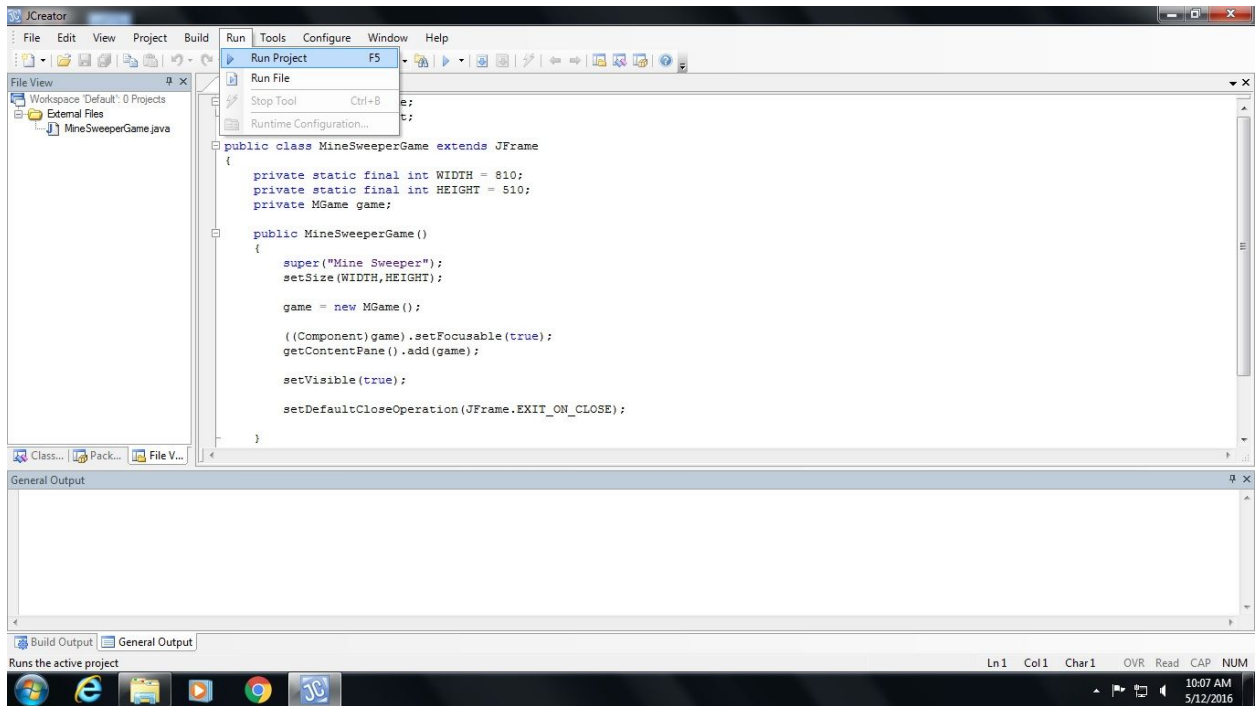 JCreator
File Edit View Project Build Run Tools Configure Window Help
Run Project F5
Run File
Stop Tool Ctrl+B
Runtime Configuration...
File View
Workspace 'Default': 0 Projects
External Files
MineSweeperGame.java
e;
t;
public class MineSweeperGame extends JFrame
{
private static final int WIDTH = 810;
private static final int HEIGHT = 510;
private MGame game;
public MineSweeperGame()
{
super("Mine Sweeper");
setSize(WIDTH,HEIGHT);
game = new MGame();
((Component)game).setFocusable(true);
getContentPane().add(game);
setVisible(true);
setDefaultCloseOperation(JFrame.EXIT_ON_CLOSE);
}
Class... Pack... File V...
General Output
Build Output General Output
Runs the active project Ln 1 Col 1 Char 1 OVR Read CAP NUM
10:07 AM
5/12/2016